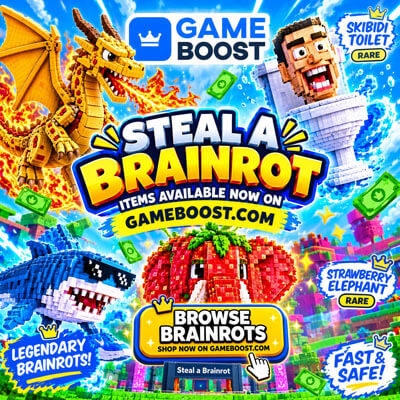 GAME
BOOST
SKIBIDI
TOILET
RARE
STEAL A
BRAINROT
ITEMS AVAILABLE NOW ON
GAMEBOOST.COM
STRAWBERRY
ELEPHANT
RARE
BROWSE
BRAINROTS
SHOP NOW ON GAMEBOOST.COM
LEGENDARY
BRAINROTS!
FAST &
SAFE!
Steal a Brainrot